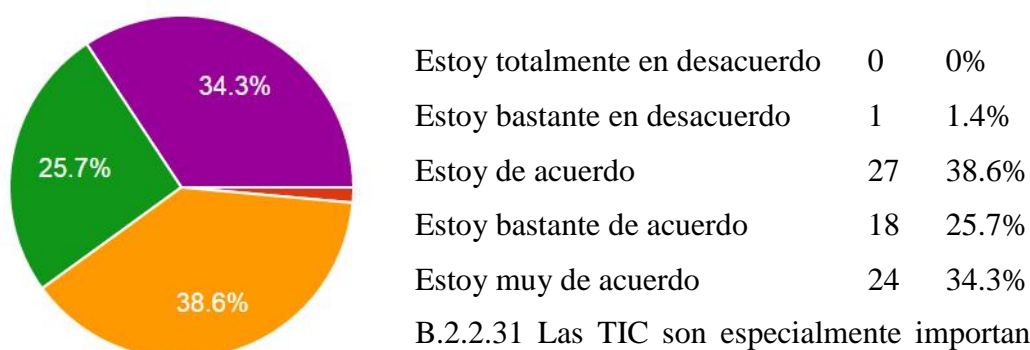 34.3%
25.7%
38.6%
Estoy totalmente en desacuerdo 0 0%
Estoy bastante en desacuerdo 1 1.4%
Estoy de acuerdo 27 38.6%
Estoy bastante de acuerdo 18 25.7%
Estoy muy de acuerdo 24 34.3%
B.2.2.31 Las TIC son especialmente importan